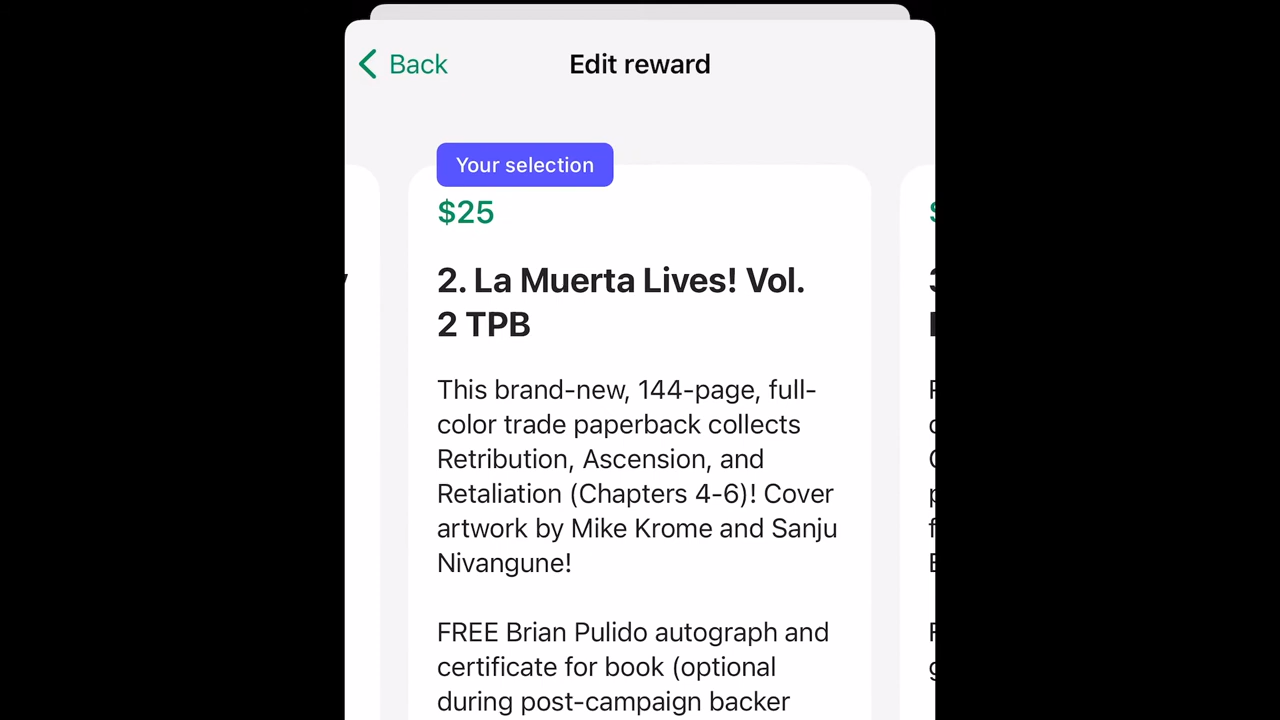 Back
Edit reward
Your selection
$25
2. La Muerta Lives! Vol.
2 TPB
This brand-new, 144-page, full-
color trade paperback collects
Retribution, Ascension, and
Retaliation (Chapters 4-6)! Cover
artwork by Mike Krome and Sanju
Nivangune!
FREE Brian Pulido autograph and
certificate for book (optional
during post-campaign backer